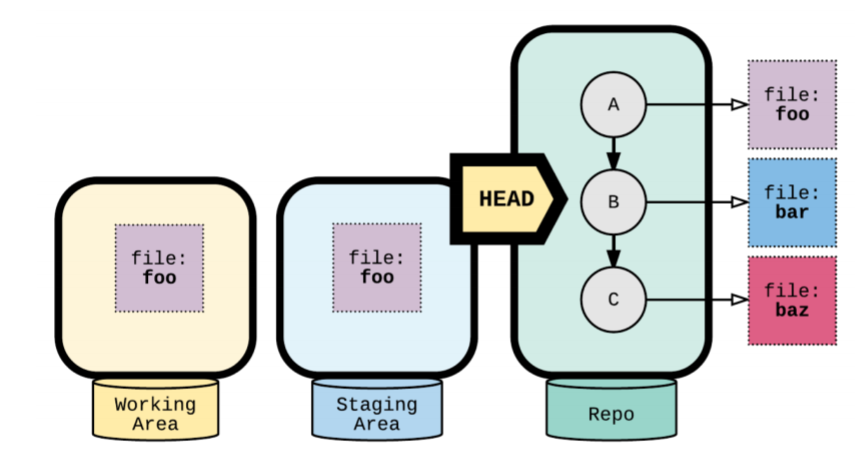 file:
foo
Working
Area
file:
foo
Staging
Area
HEAD
A
B
C
Repo
file:
foo
file:
bar
file:
baz